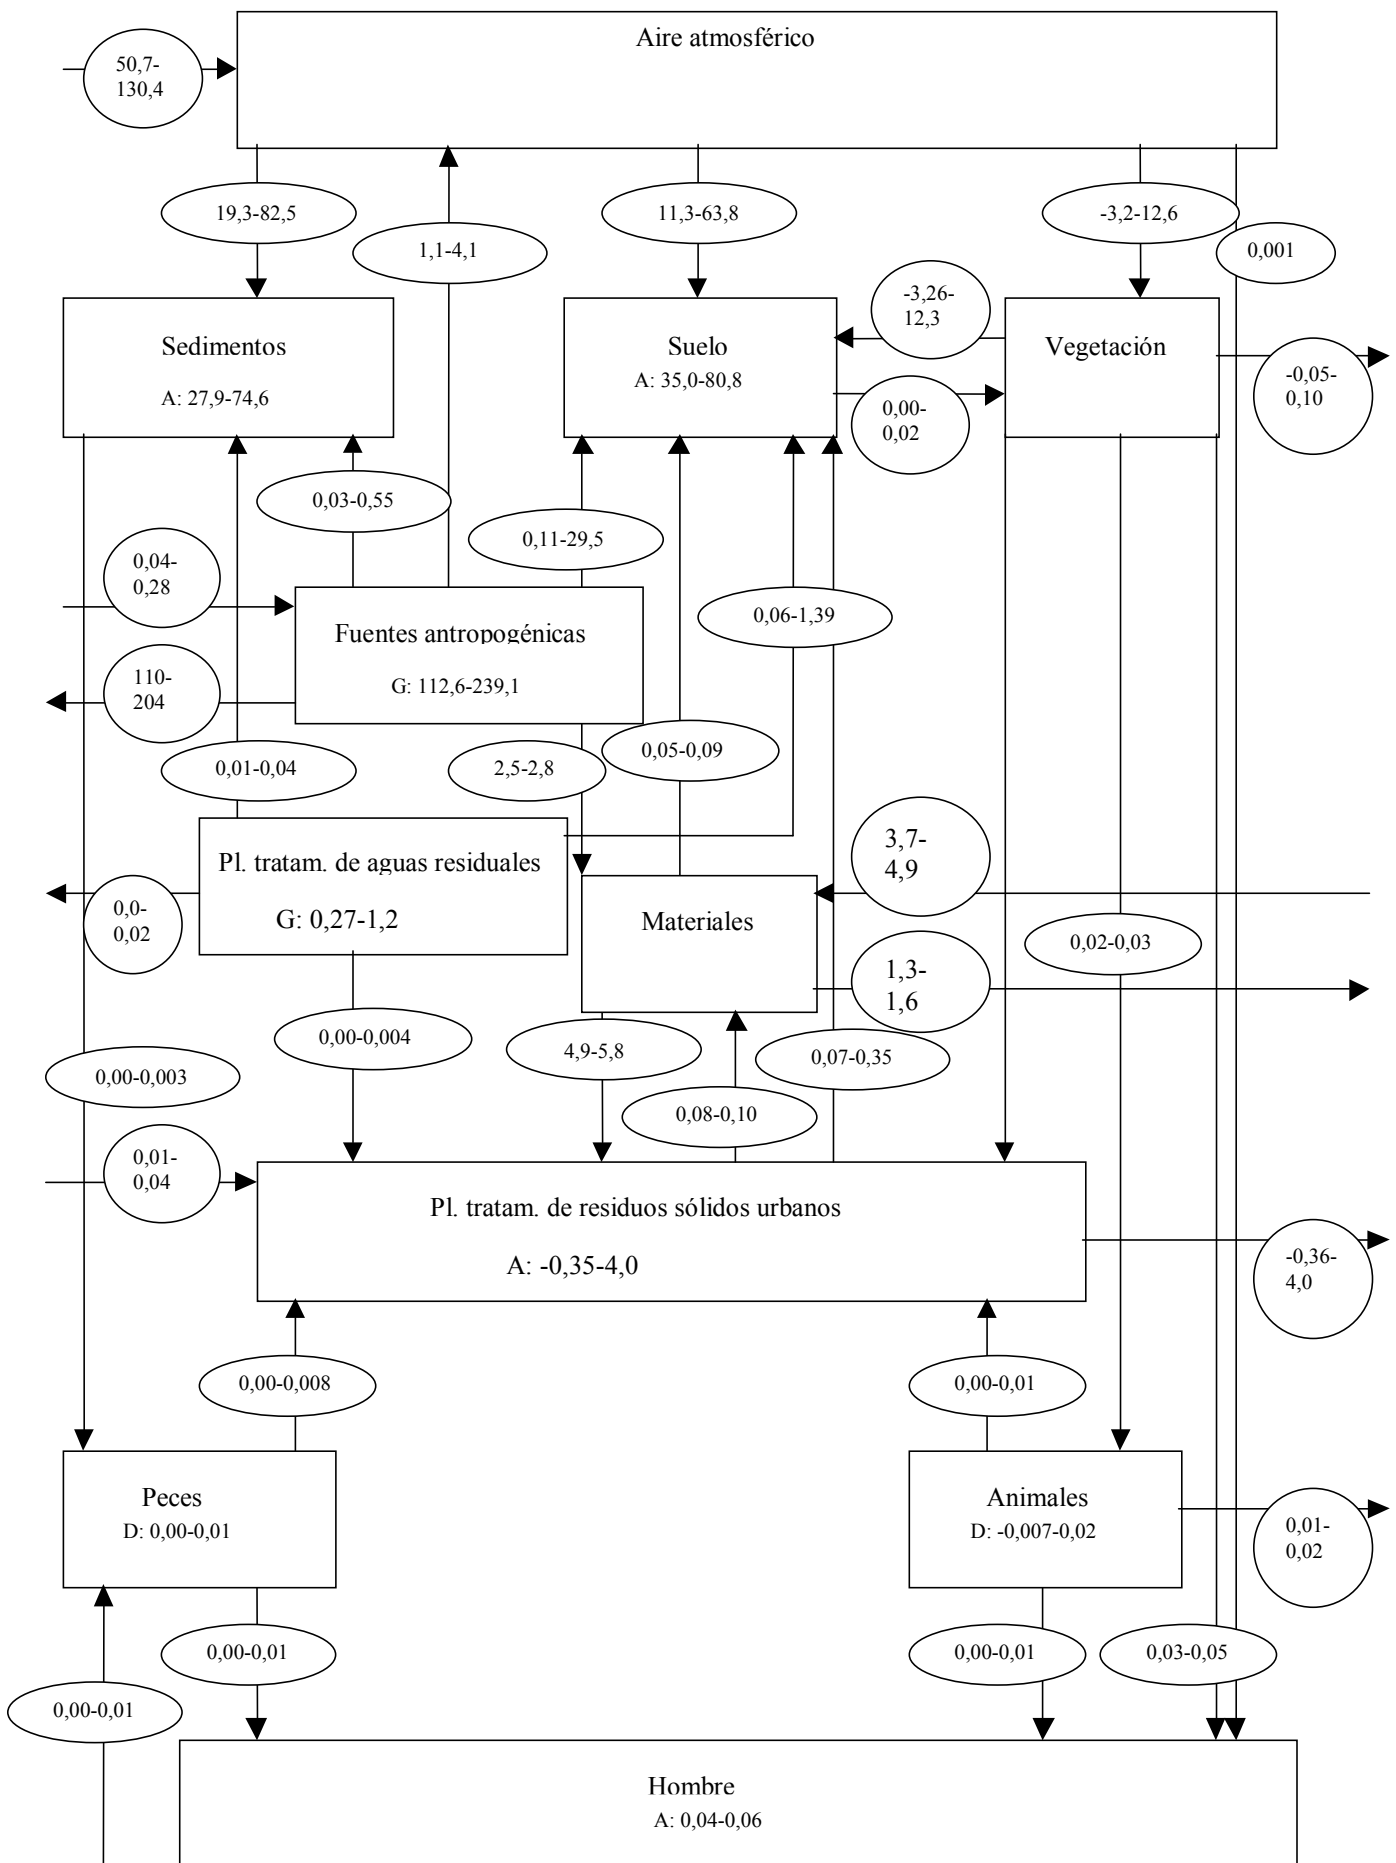 Aire atmosférico
50,7-
130,4
19,3-82,5
11,3-63,8
-3,2-12,6
1,1-4,1
0,001
-3,26-
12,3
Sedimentos
A: 27,9-74,6
Suelo
A: 35,0-80,8
Vegetación
-0,05-
0,10
0,00-
0,02
0,03-0,55
0,11-29,5
0,04-
0,28
0,06-1,39
Fuentes antropogénicas
G: 112,6-239,1
110-
204
0,01-0,04
2,5-2,8
0,05-0,09
3,7-
4,9
Pl. tratam. de aguas residuales
G: 0,27-1,2
0,0-
0,02
Materiales
0,02-0,03
1,3-
1,6
0,00-0,004
4,9-5,8
0,07-0,35
0,00-0,003
0,08-0,10
0,01-
0,04
Pl. tratam. de residuos sólidos urbanos
A: -0,35-4,0
-0,36-
4,0
0,00-0,008
0,00-0,01
Peces
D: 0,00-0,01
Animales
D: -0,007-0,02
0,01-
0,02
0,00-0,01
0,00-0,01
0,03-0,05
0,00-0,01
Hombre
A: 0,04-0,06